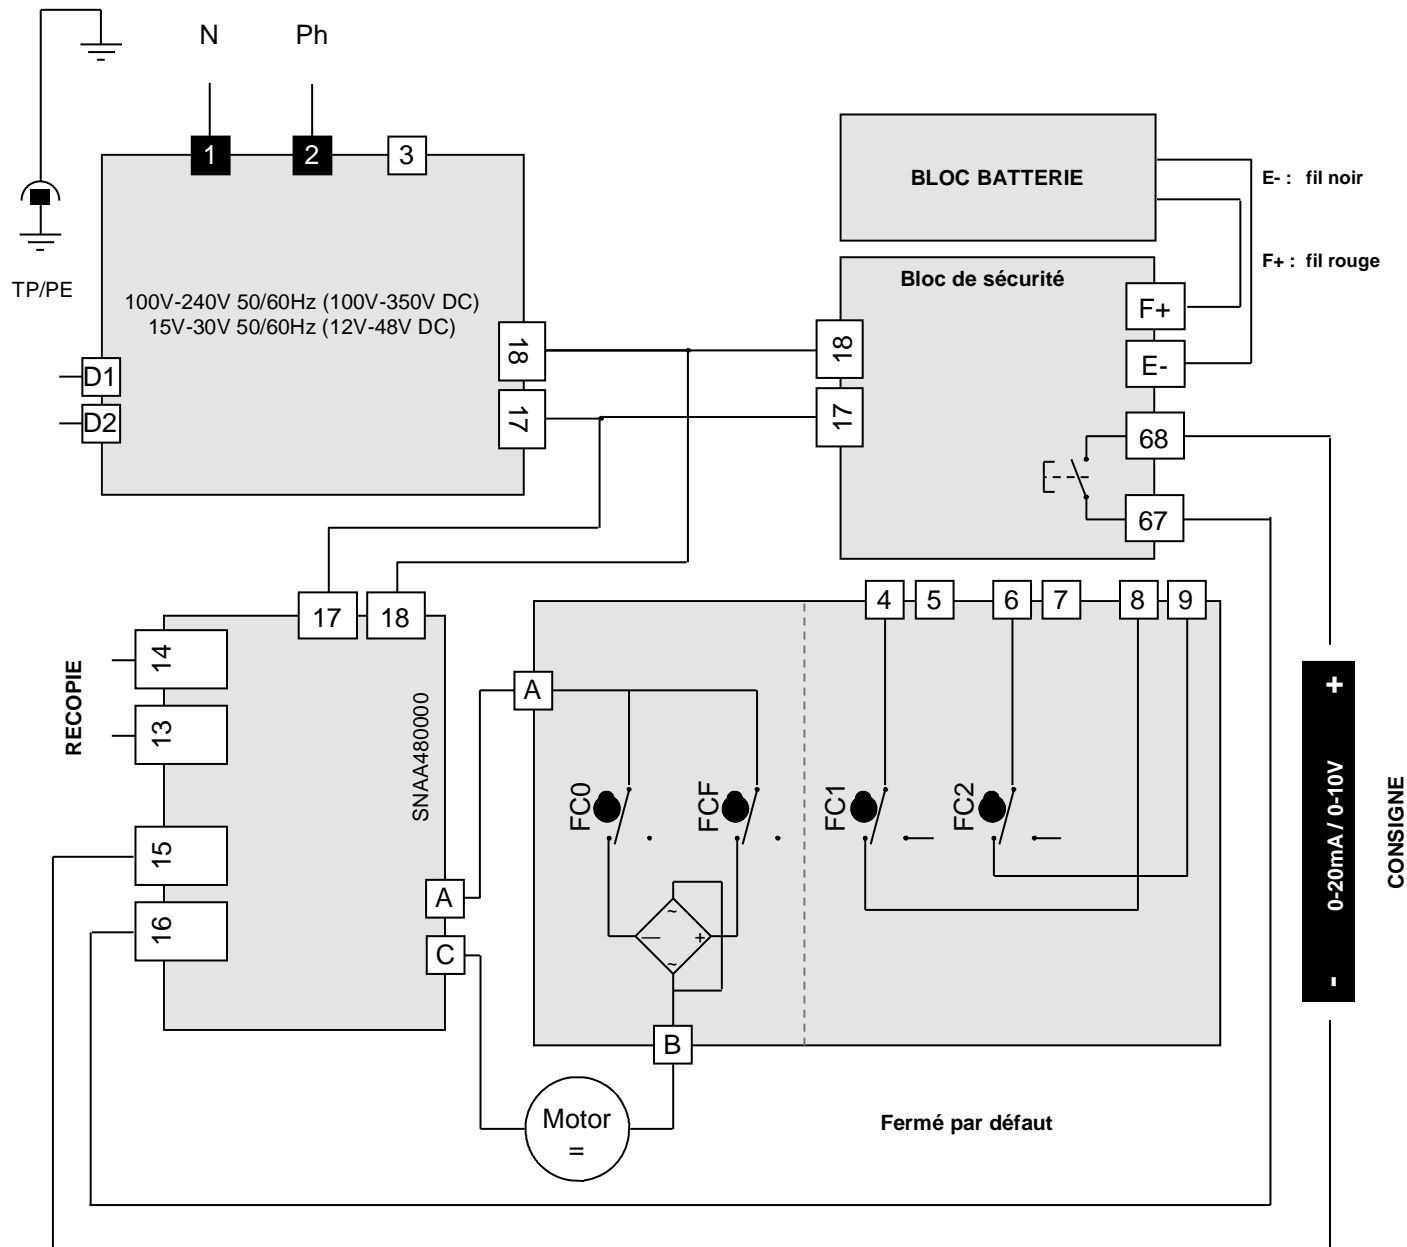 N
Ph
1
2
3
TP/PE
100V-240V 50/60Hz (100V-350V DC)
15V-30V 50/60Hz (12V-48V DC)
D1
D2
18
17
BLOC BATTERIE
E- : fil noir
F+ : fil rouge
Bloc de sécurité
F+
E-
18
17
68
67
17
18
14
13
RÉCOPIE
15
16
SNAA480000
A
C
A
4
5
6
7
8
9
FC0
FCF
FC1
FC2
~
—
+
~
B
Motor
=
Fermé par défaut
+
0-20mA / 0-10V
-
CONSIGNE